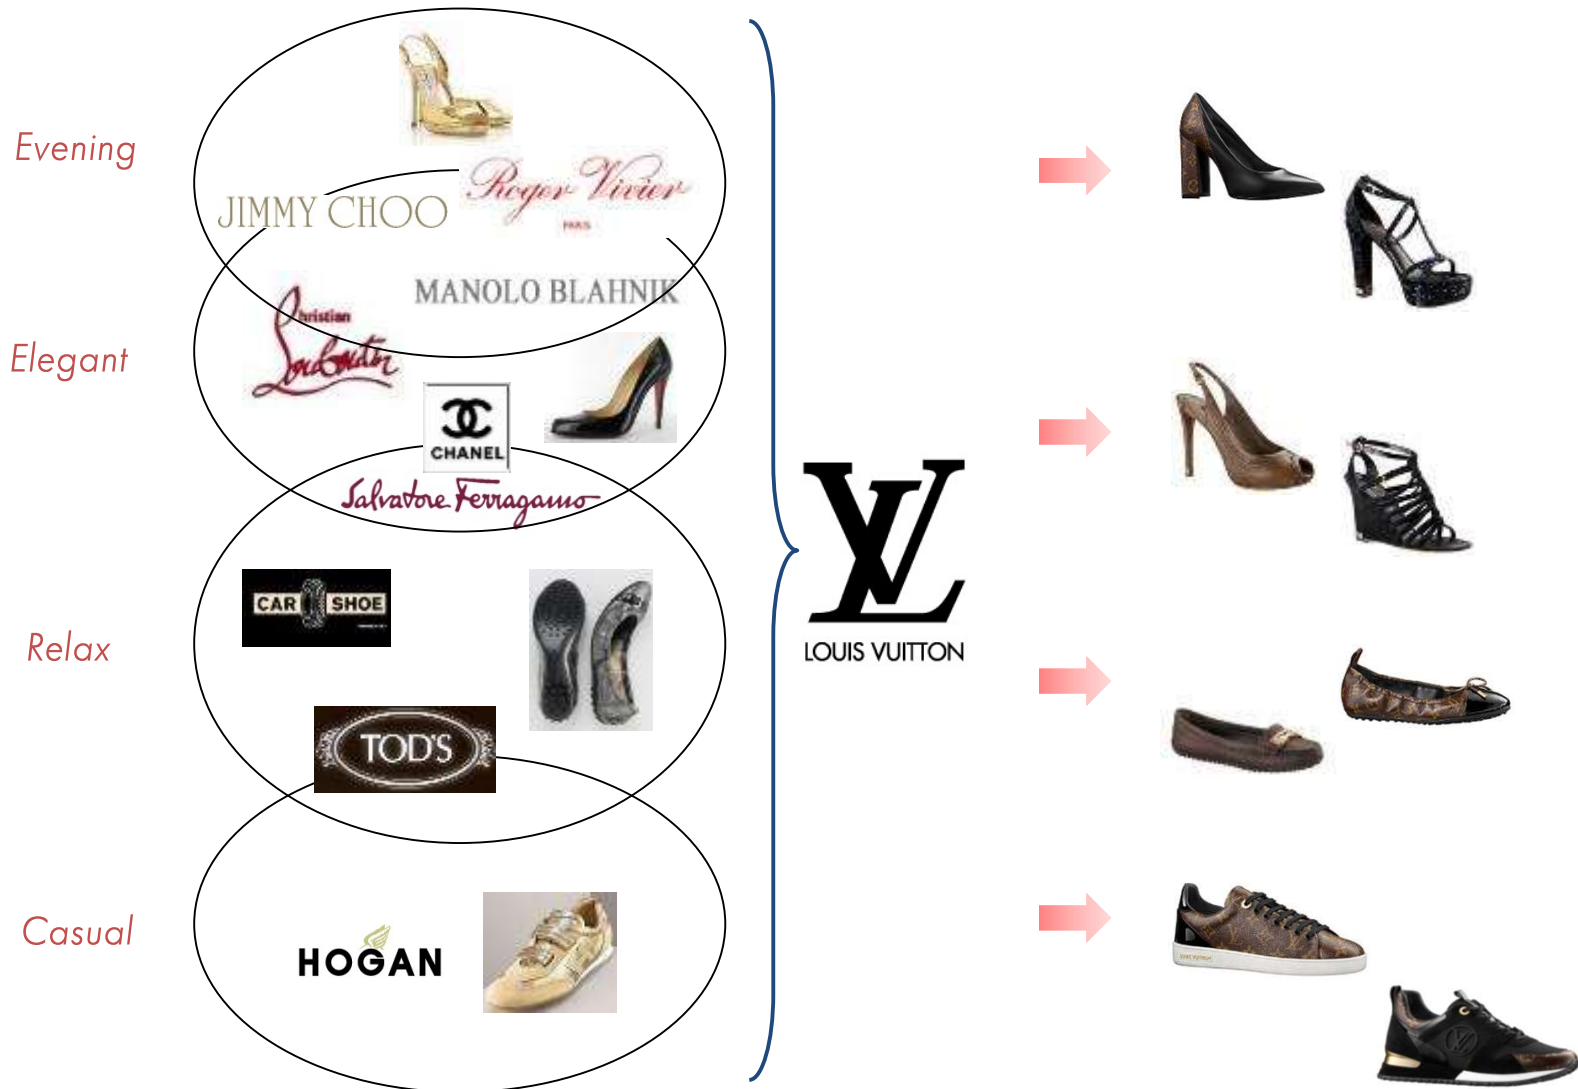 Evening
Roger Vivier
PARIS
JIMMY CHOO
MANOLO BLAHNIK
Christian
Louboutin
Elegant
CHANEL
Salvatore Ferragamo
CAR SHOE
LOUIS VUITTON
Relax
TOD'S
Casual
HOGAN